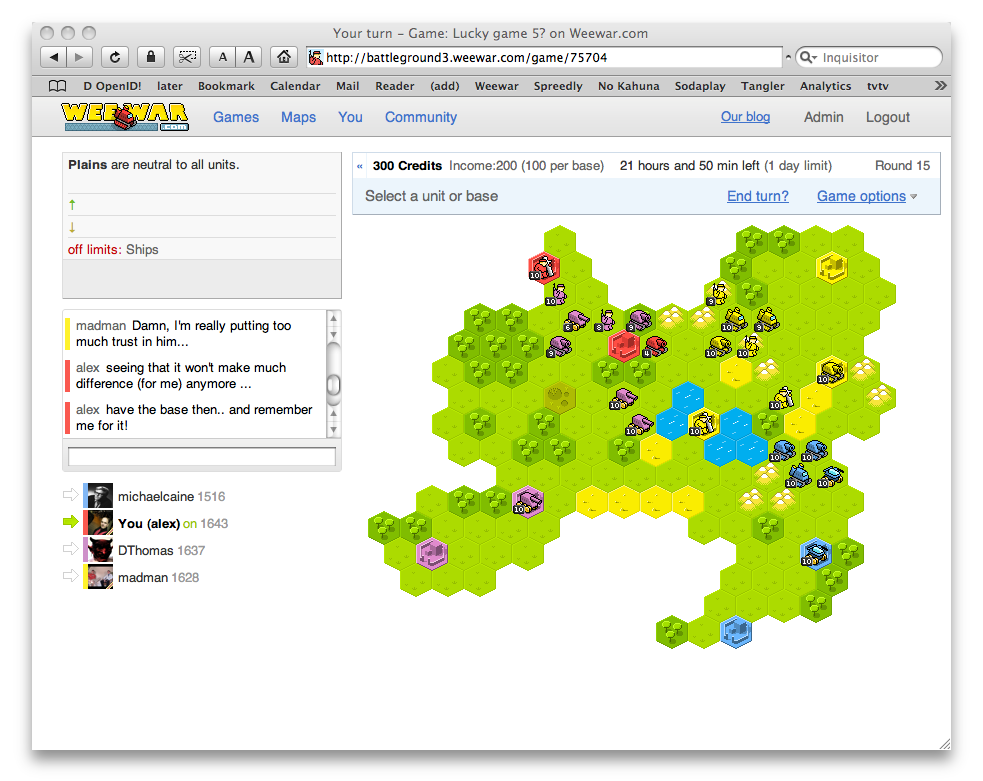 Your turn – Game: Lucky game 5? on Weewar.com
A A http://battleground3.weewar.com/game/75704 Inquisitor
D OpenID! later Bookmark Calendar Mail Reader (add) Weewar Spreedly No Kahuna Sodaplay Tangler Analytics tvtv »
WEEWAR .com Games Maps You Community Our blog Admin Logout
Plains are neutral to all units.
↑
↓
off limits: Ships
« 300 Credits Income:200 (100 per base) 21 hours and 50 min left (1 day limit) Round 15
Select a unit or base End turn? Game options
madman Damn, I'm really putting too
much trust in him...
alex seeing that it won't make much
difference (for me) anymore ...
alex have the base then.. and remember
me for it!
michaelcaine 1516
You (alex) on 1643
DThomas 1637
madman 1628
10
10 9
6 8 9 10 9
9 4 10 10
10
10 10
10 10
10 10
10 10
10
10